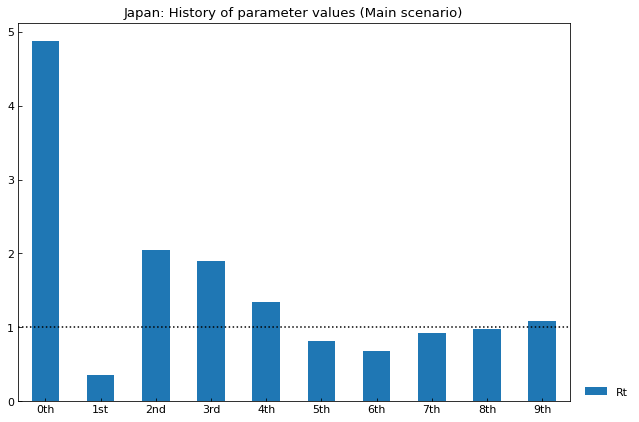 Japan: History of parameter values (Main scenario)
5
4
3
2
1
0
0th 1st 2nd 3rd 4th 5th 6th 7th 8th 9th
Rt